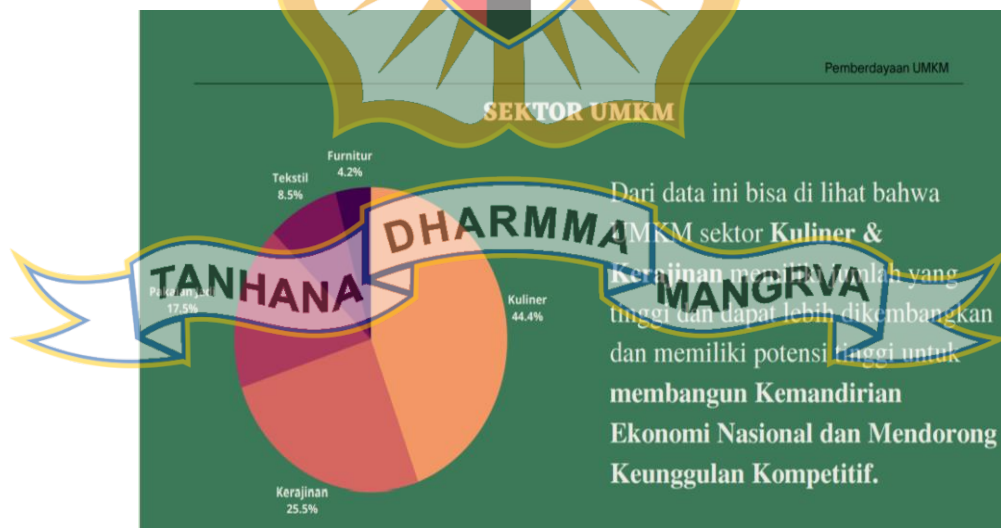 Pemberdayaan UMKM
SEKTOR UMKM
Furnitur
4.2%
Tekstil
8.5%
Pakaian jadi
17.5%
Kuliner
44.4%
Kerajinan
25.5%
Dari data ini bisa di lihat bahwa
UMKM sektor Kuliner &
Kerajinan memiliki jumlah yang
tinggi dan dapat lebih dikembangkan
dan memiliki potensi tinggi untuk
membangun Kemandirian
Ekonomi Nasional dan Mendorong
Keunggulan Kompetitif.
TANHANA DHARMMA MANGRVA